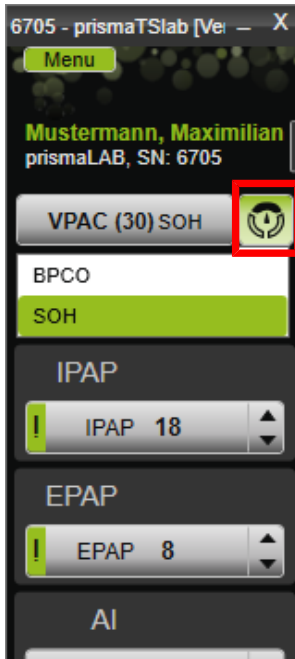 6705 - prismaTSlab [Ve
– X
Menu
Mustermann, Maximilian
prismaLAB, SN: 6705
VPAC (30) SOH
BPCO
SOH
IPAP
! IPAP 18
EPAP
! EPAP 8
AI